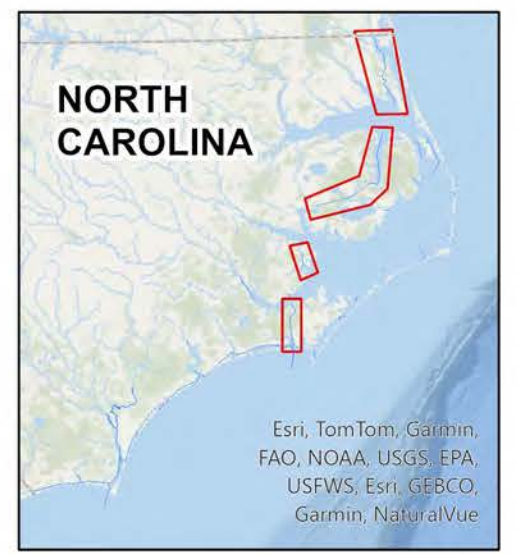 NORTH
CAROLINA
Esri, TomTom, Garmin,
FAO, NOAA, USGS, EPA,
USFWS, Esri, GEBCO,
Garmin, NaturalVue